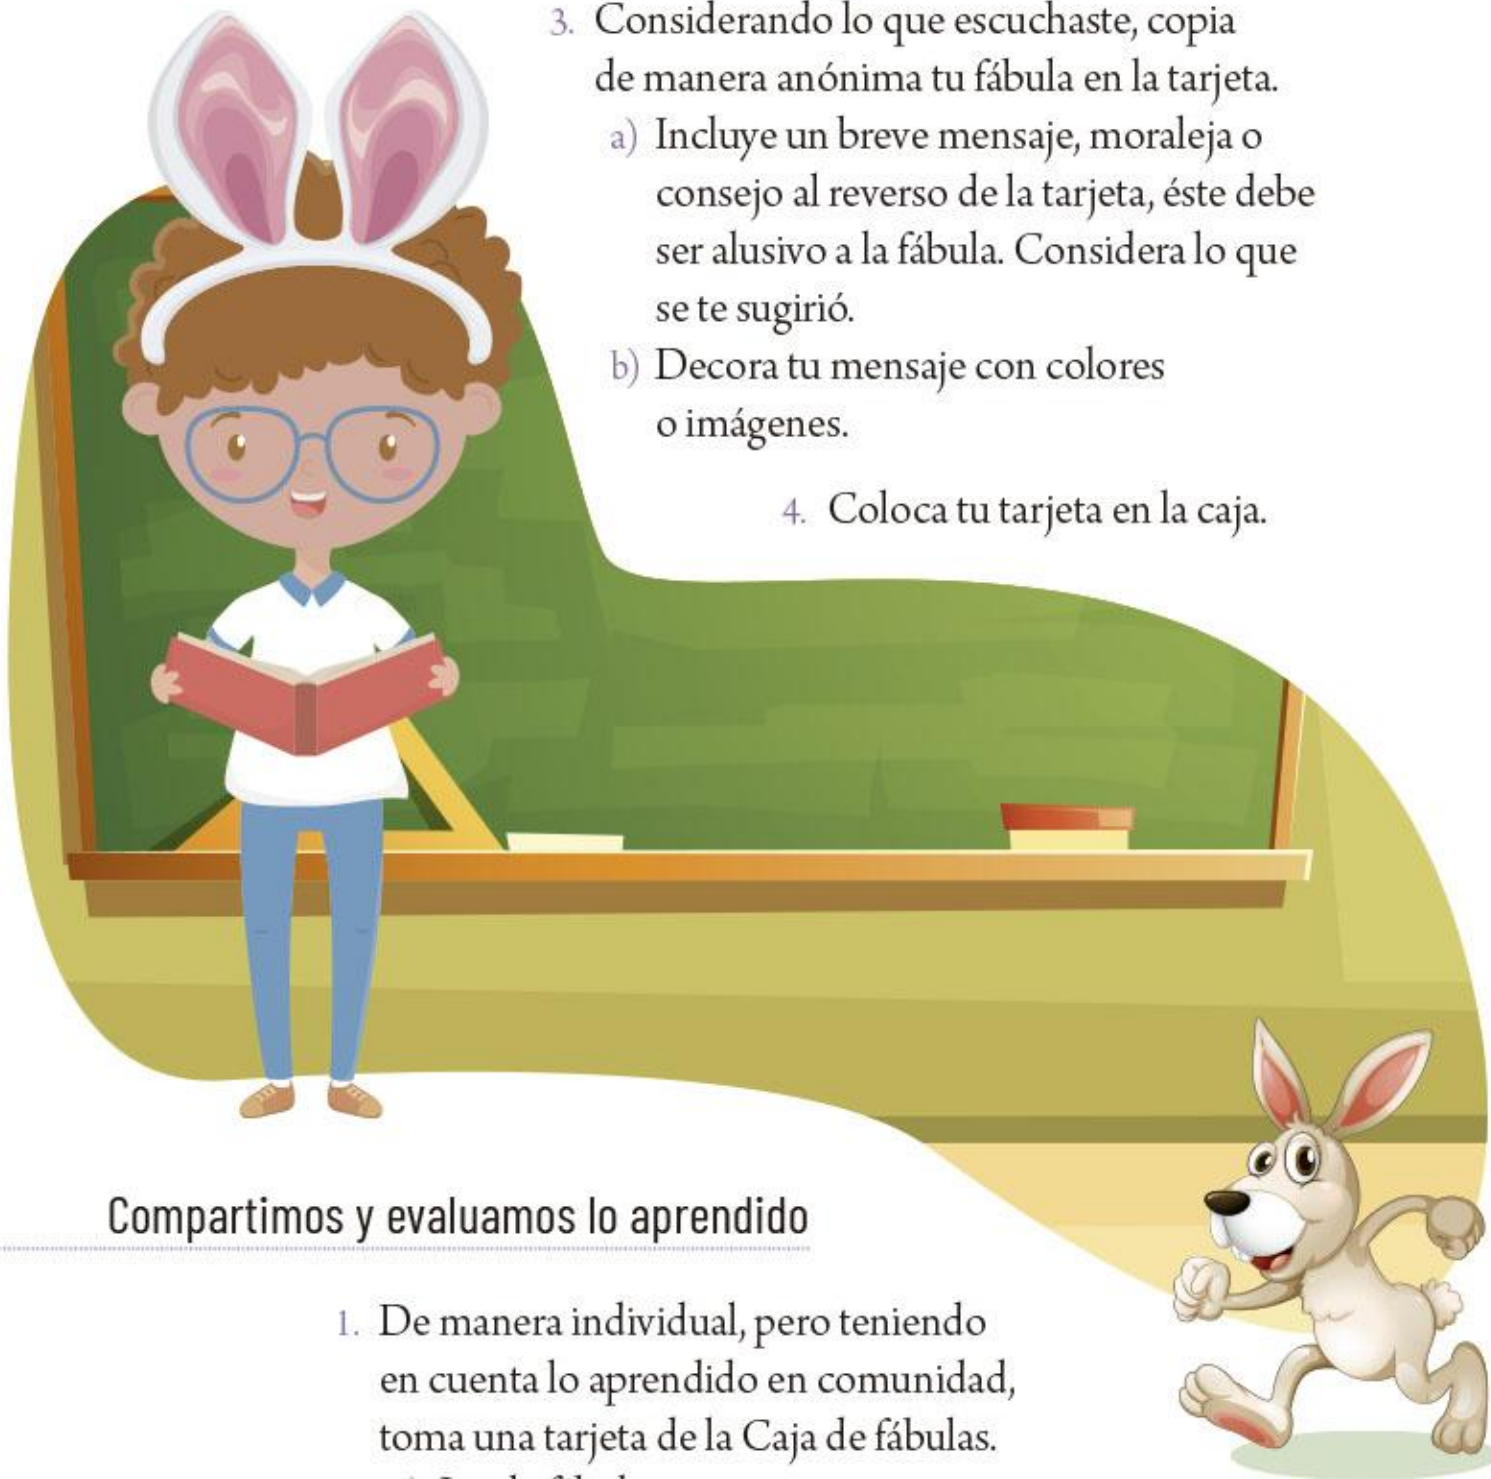 3. Considerando lo que escuchaste, copia
de manera anónima tu fábula en la tarjeta.
a) Incluye un breve mensaje, moraleja o
consejo al reverso de la tarjeta, éste debe
ser alusivo a la fábula. Considera lo que
se te sugirió.
b) Decora tu mensaje con colores
o imágenes.
4. Coloca tu tarjeta en la caja.
Compartimos y evaluamos lo aprendido
1. De manera individual, pero teniendo
en cuenta lo aprendido en comunidad,
toma una tarjeta de la Caja de fábulas.